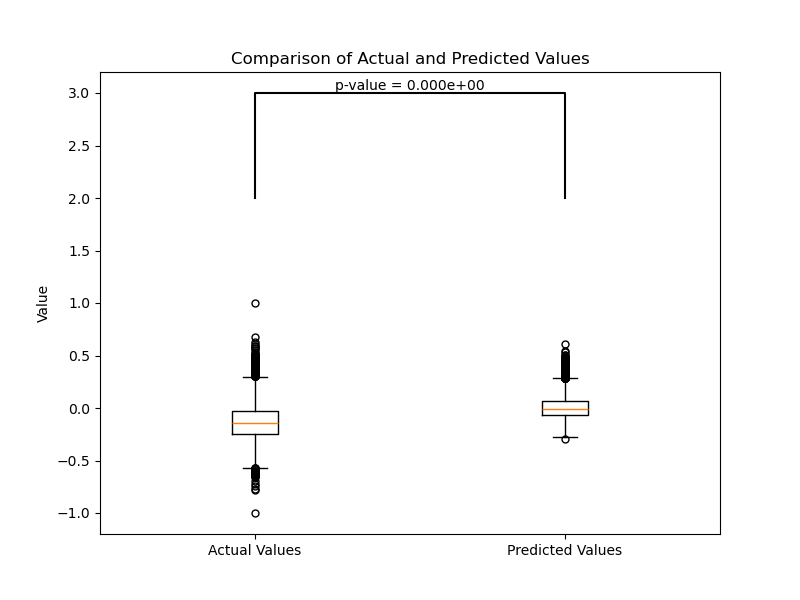 Comparison of Actual and Predicted Values
p-value = 0.000e+00
3.0
2.5
2.0
1.5
1.0
0.5
0.0
−0.5
−1.0
Value
Actual Values
Predicted Values